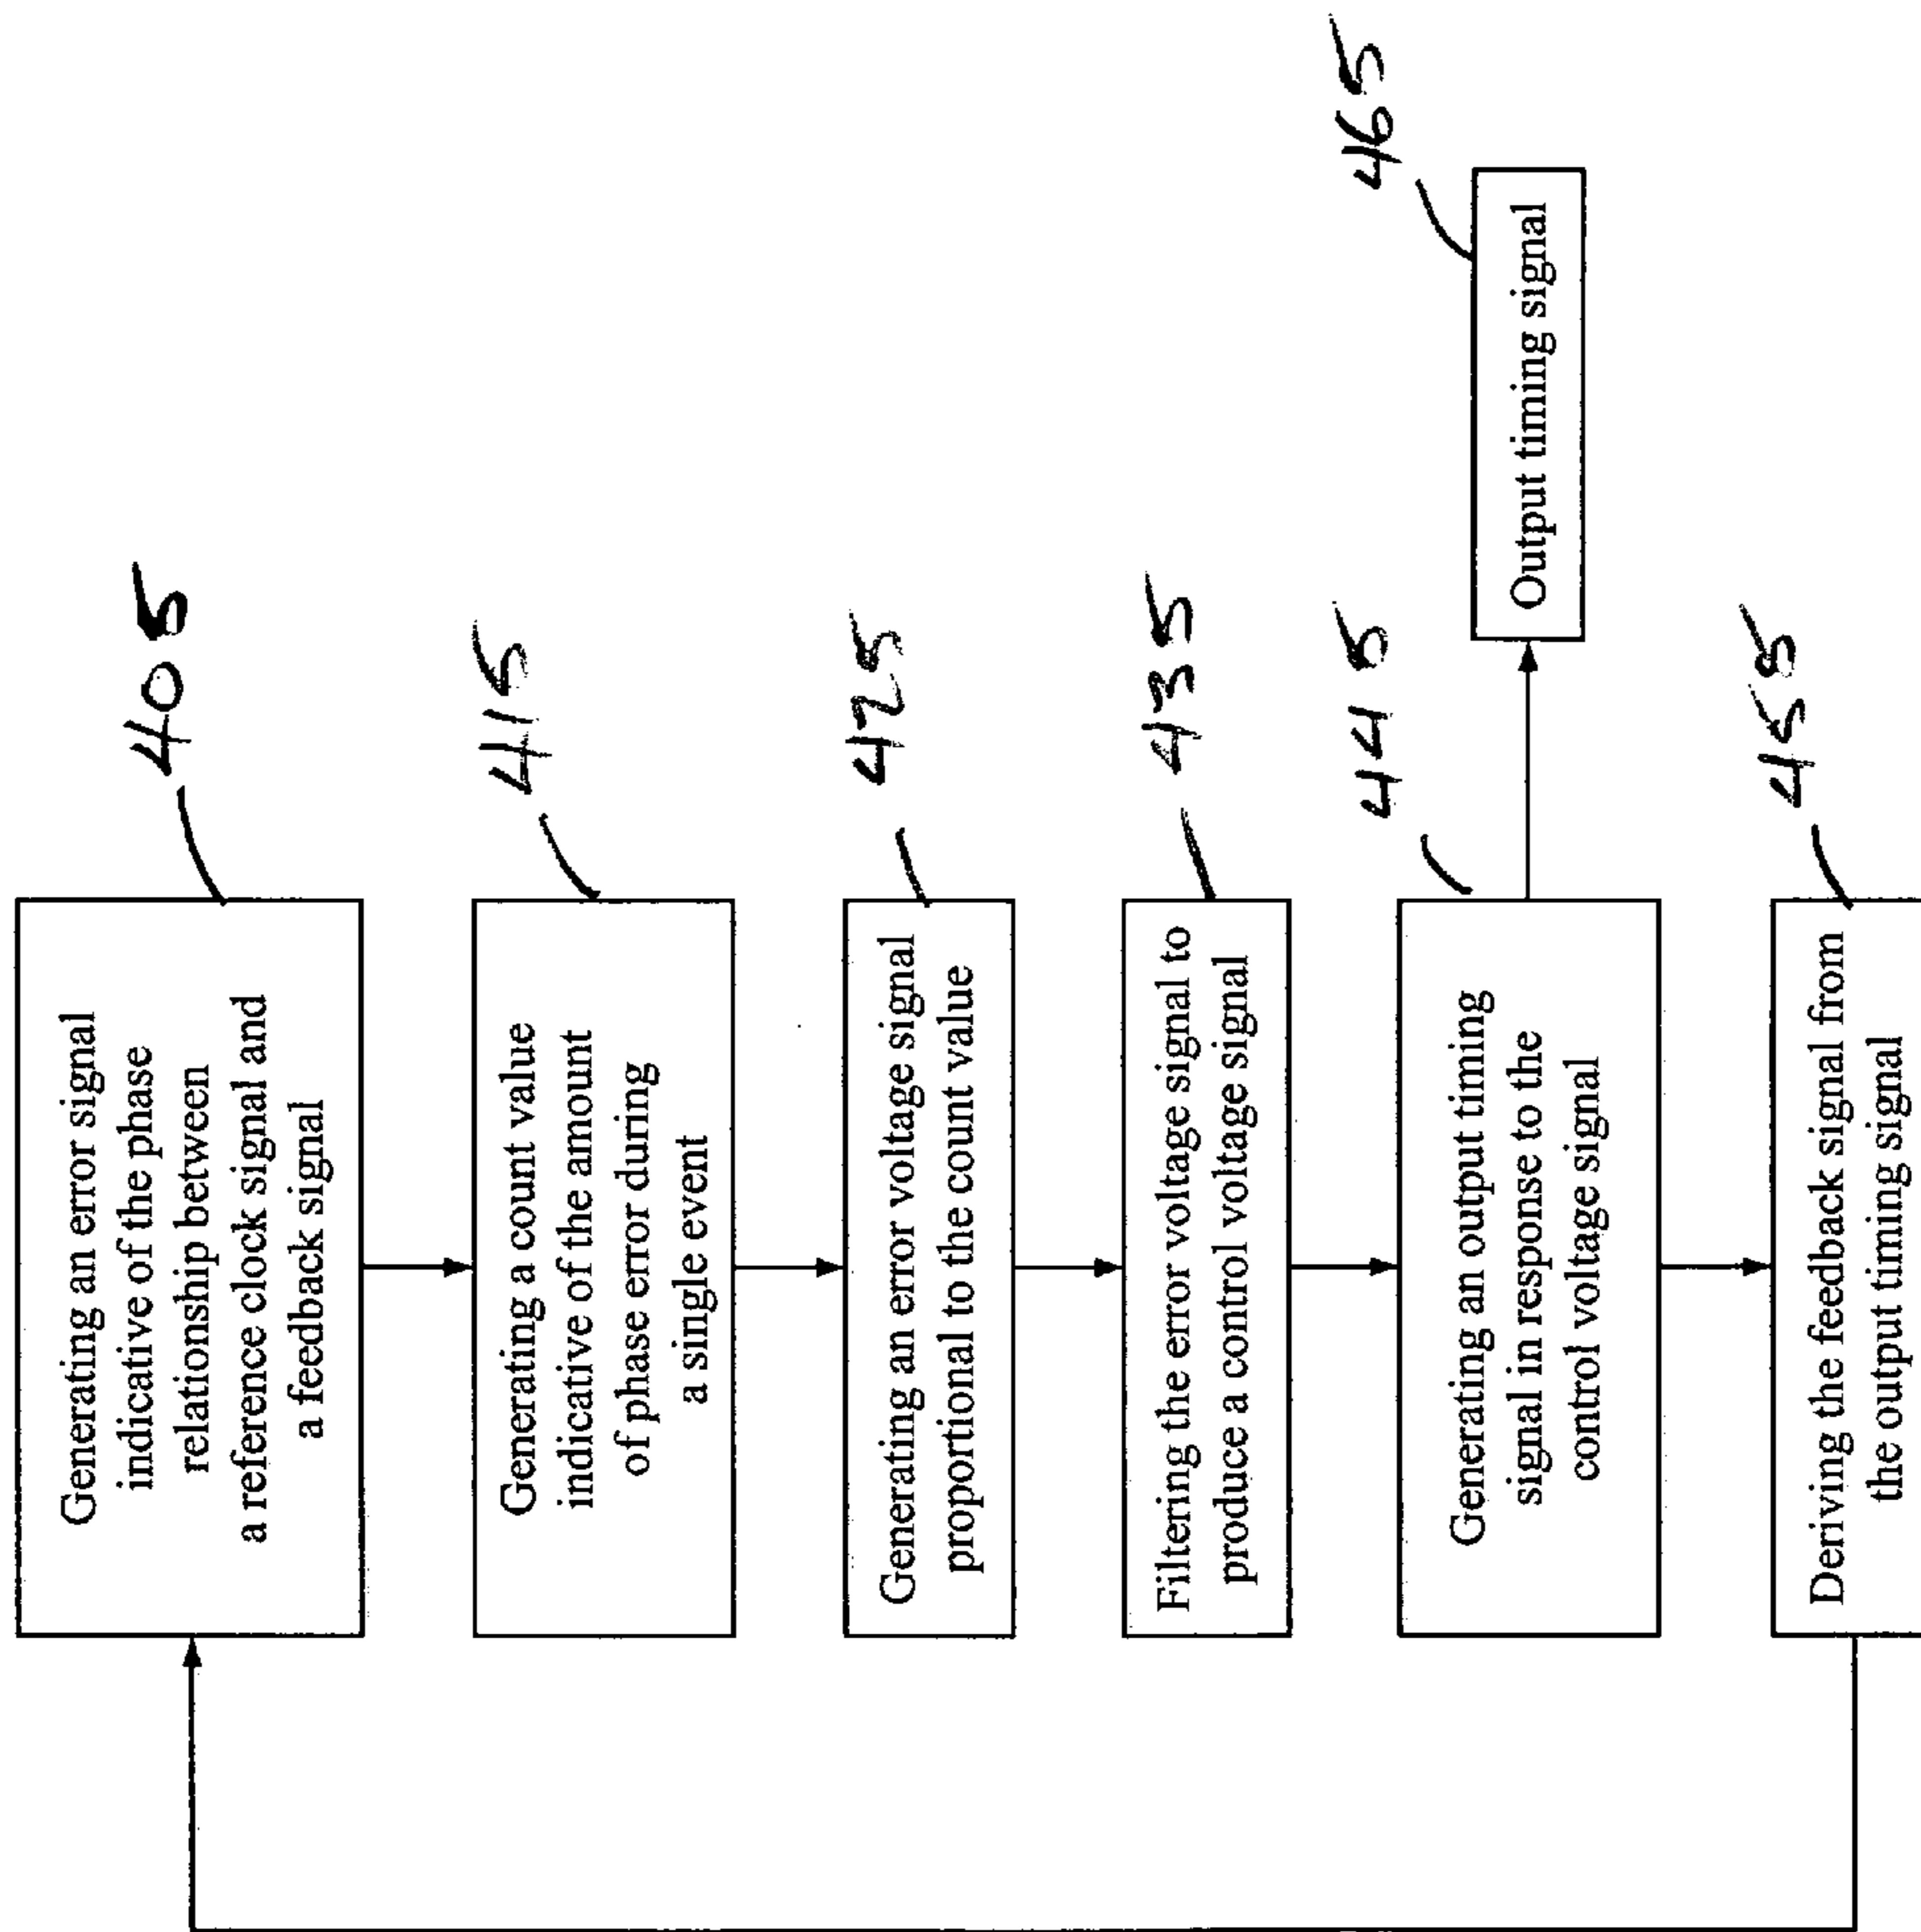 Generating an error signal
indicative of the phase
relationship between
a reference clock signal and
a feedback signal
405
Generating a count value
indicative of the amount
of phase error during
a single event
415
Generating an error voltage signal
proportional to the count value
425
Filtering the error voltage signal to
produce a control voltage signal
435
Generating an output timing
signal in response to the
control voltage signal
445
Output timing signal
465
Deriving the feedback signal from
the output timing signal
455